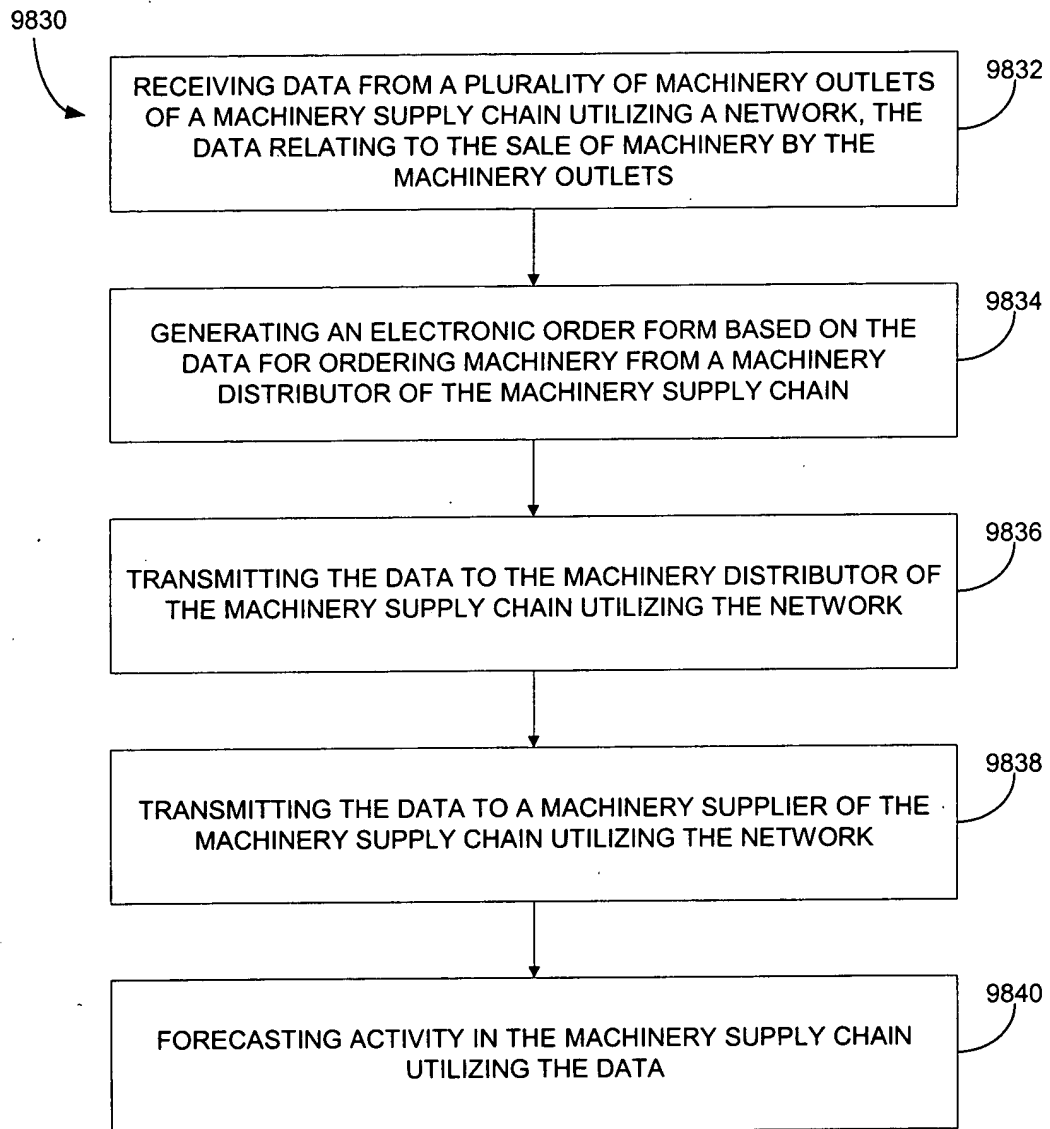 9830
RECEIVING DATA FROM A PLURALITY OF MACHINERY OUTLETS
OF A MACHINERY SUPPLY CHAIN UTILIZING A NETWORK, THE
DATA RELATING TO THE SALE OF MACHINERY BY THE
MACHINERY OUTLETS
9832
GENERATING AN ELECTRONIC ORDER FORM BASED ON THE
DATA FOR ORDERING MACHINERY FROM A MACHINERY
DISTRIBUTOR OF THE MACHINERY SUPPLY CHAIN
9834
TRANSMITTING THE DATA TO THE MACHINERY DISTRIBUTOR OF
THE MACHINERY SUPPLY CHAIN UTILIZING THE NETWORK
9836
TRANSMITTING THE DATA TO A MACHINERY SUPPLIER OF THE
MACHINERY SUPPLY CHAIN UTILIZING THE NETWORK
9838
FORECASTING ACTIVITY IN THE MACHINERY SUPPLY CHAIN
UTILIZING THE DATA
9840